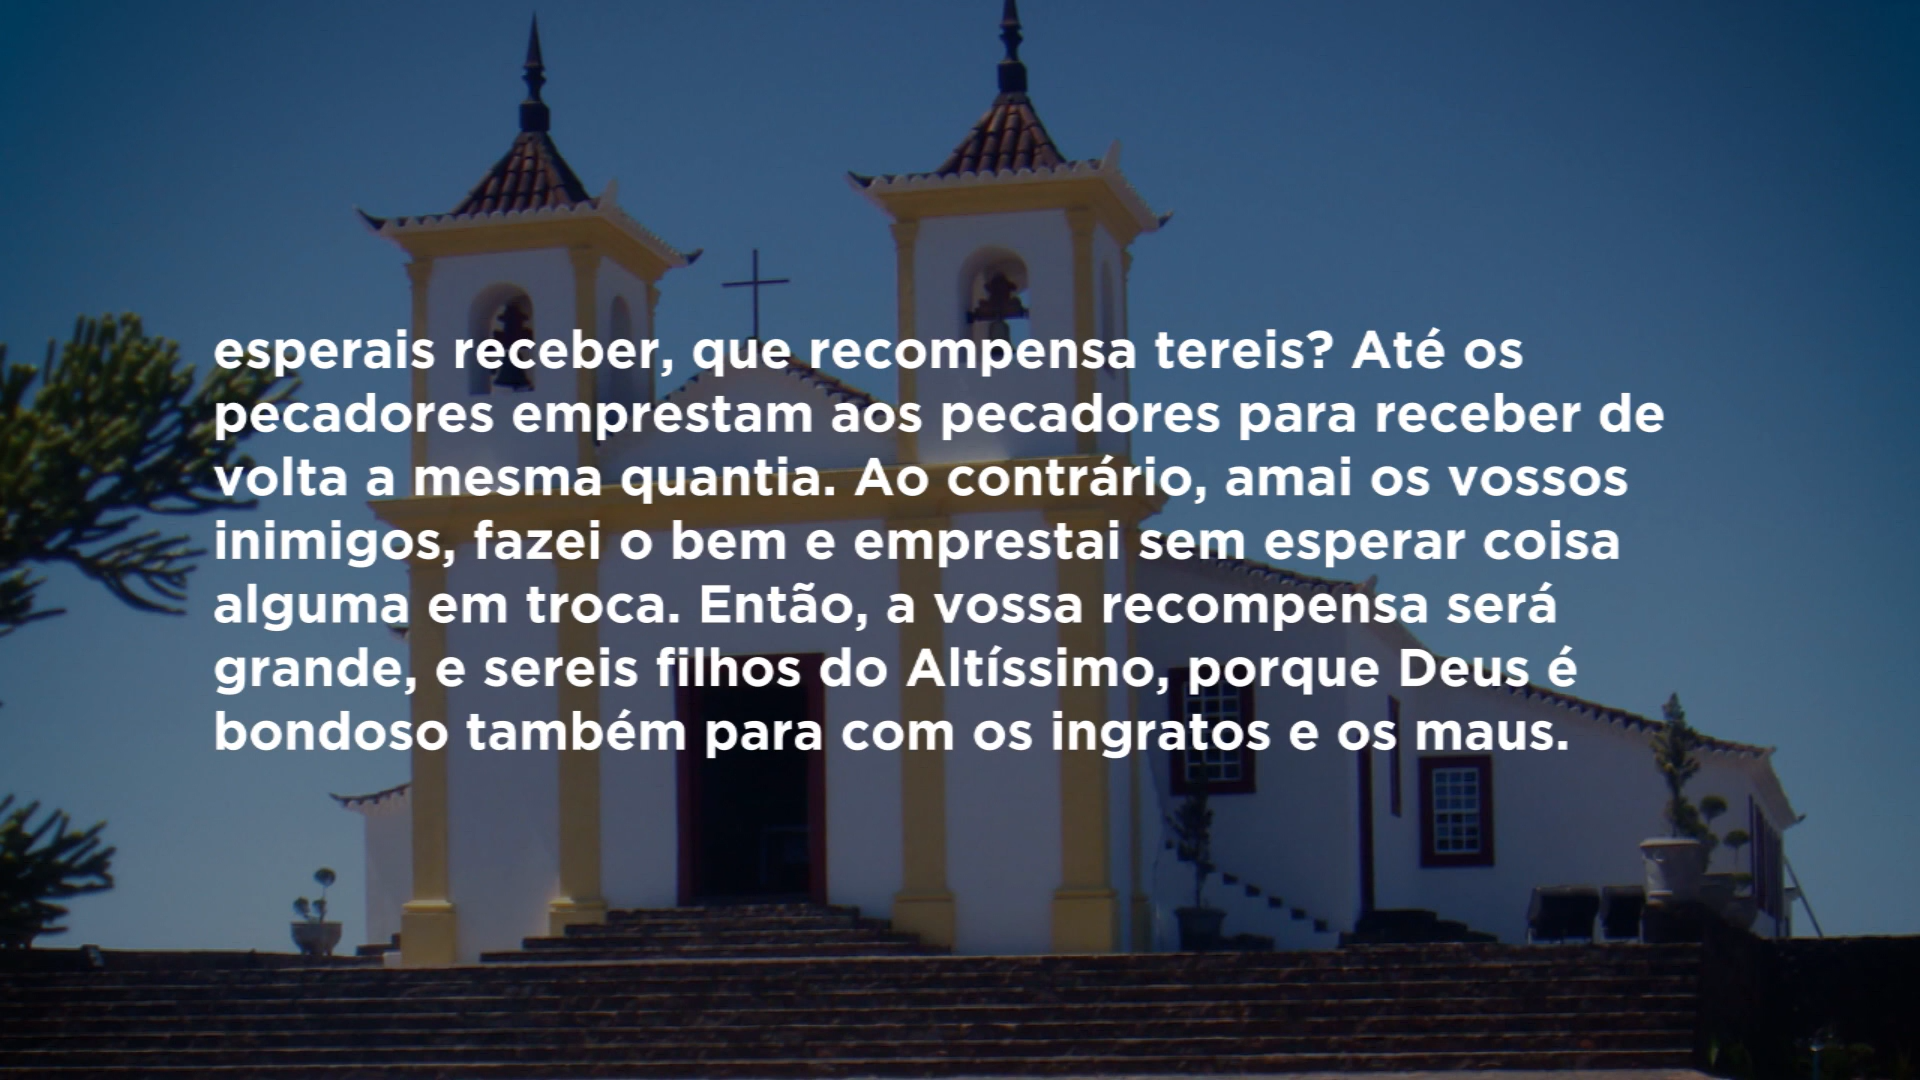 esperais receber, que recompensa tereis? Até os
pecadores emprestam aos pecadores para receber de
volta a mesma quantia. Ao contrário, amai os vossos
inimigos, fazei o bem e emprestai sem esperar coisa
alguma em troca. Então, a vossa recompensa será
grande, e sereis filhos do Altíssimo, porque Deus é
bondoso também para com os ingratos e os maus.